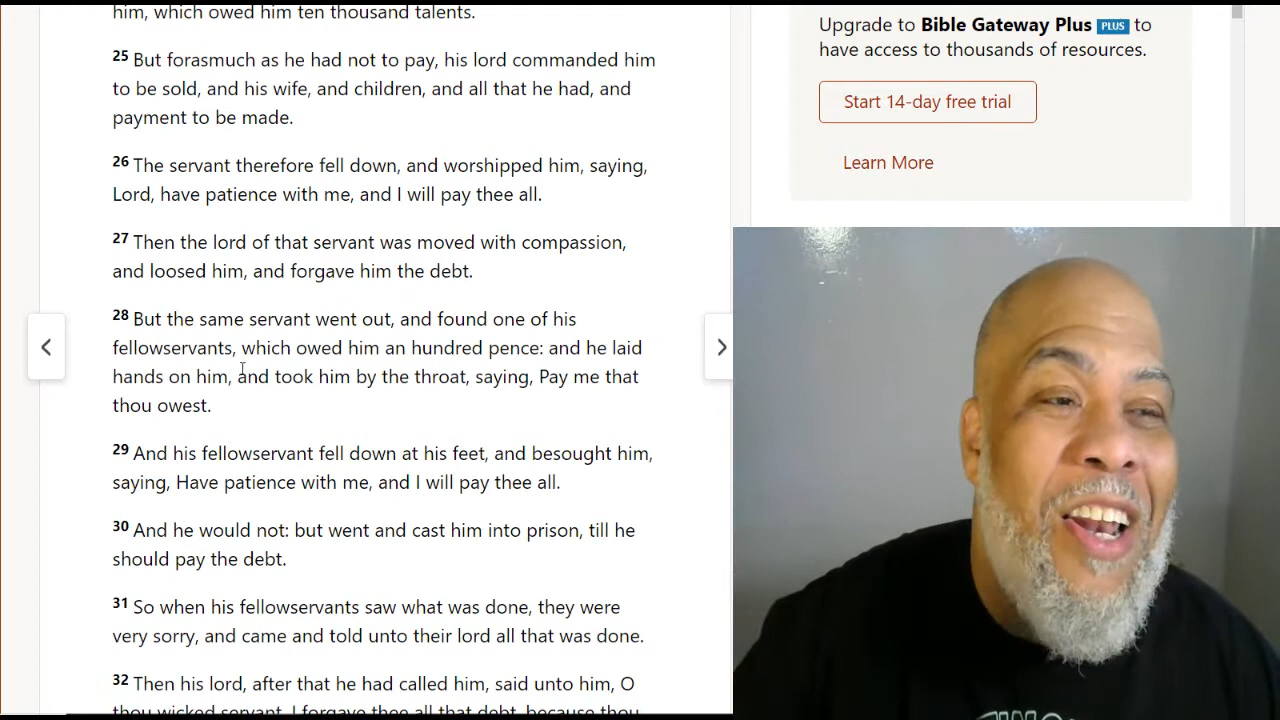 him, which owed him ten thousand talents.
25 But forasmuch as he had not to pay, his lord commanded him
to be sold, and his wife, and children, and all that he had, and
payment to be made.
26 The servant therefore fell down, and worshipped him, saying,
Lord, have patience with me, and I will pay thee all.
27 Then the lord of that servant was moved with compassion,
and loosed him, and forgave him the debt.
28 But the same servant went out, and found one of his
fellowservants, which owed him an hundred pence: and he laid
hands on him, and took him by the throat, saying, Pay me that
thou owest.
29 And his fellowservant fell down at his feet, and besought him,
saying, Have patience with me, and I will pay thee all.
30 And he would not: but went and cast him into prison, till he
should pay the debt.
31 So when his fellowservants saw what was done, they were
very sorry, and came and told unto their lord all that was done.
32 Then his lord, after that he had called him, said unto him, O
thou wicked servant, I forgave thee all that debt, because thou
Upgrade to Bible Gateway Plus PLUS to
have access to thousands of resources.
Start 14-day free trial
Learn More